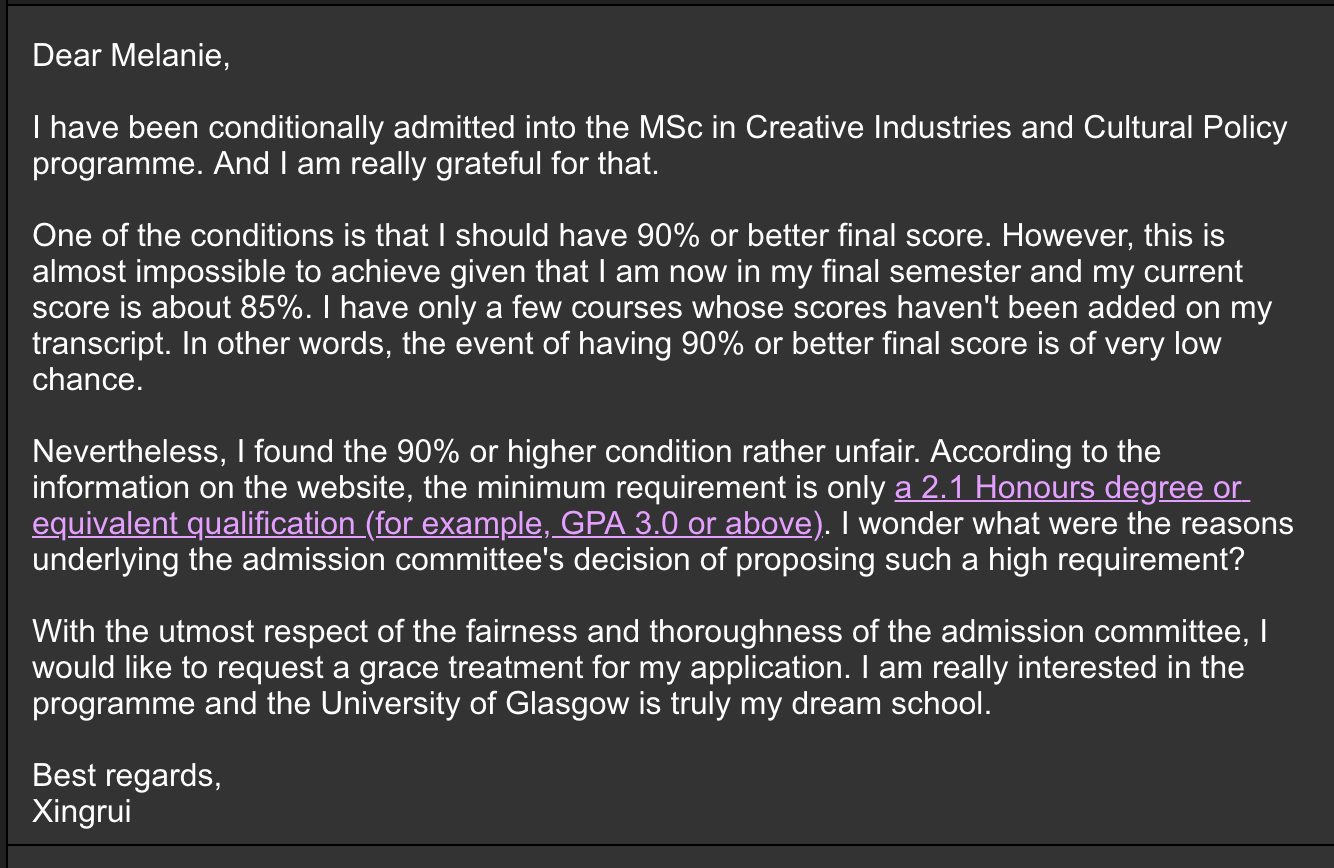 Dear Melanie,
I have been conditionally admitted into the MSc in Creative Industries and Cultural Policy
programme. And I am really grateful for that.
One of the conditions is that I should have 90% or better final score. However, this is
almost impossible to achieve given that I am now in my final semester and my current
score is about 85%. I have only a few courses whose scores haven't been added on my
transcript. In other words, the event of having 90% or better final score is of very low
chance.
Nevertheless, I found the 90% or higher condition rather unfair. According to the
information on the website, the minimum requirement is only a 2.1 Honours degree or
equivalent qualification (for example, GPA 3.0 or above). I wonder what were the reasons
underlying the admission committee's decision of proposing such a high requirement?
With the utmost respect of the fairness and thoroughness of the admission committee, I
would like to request a grace treatment for my application. I am really interested in the
programme and the University of Glasgow is truly my dream school.
Best regards,
Xingrui